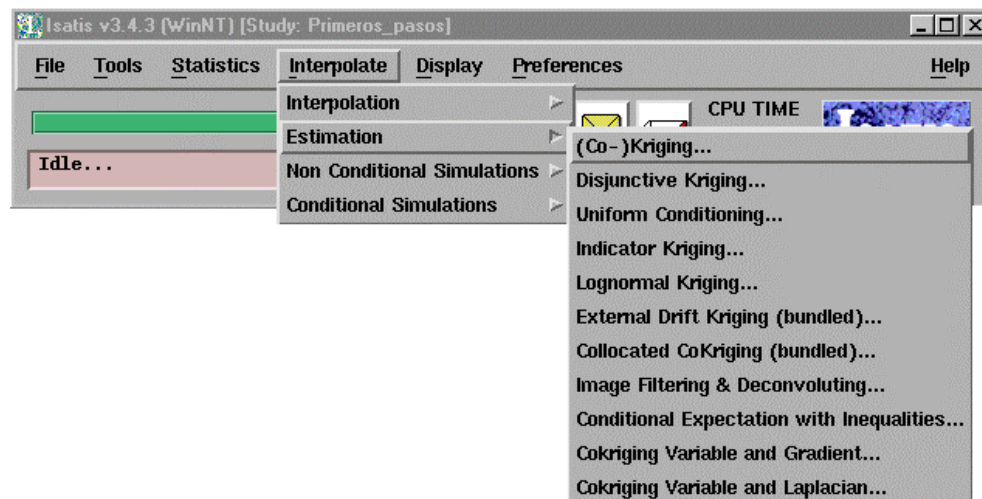 Isatis v3.4.3 (WinNT) [Study: Primeros_pasos]
File Tools Statistics Interpolate Display Preferences Help
Interpolation
CPU TIME
Estimation
Idle...
Non Conditional Simulations
Conditional Simulations
(Co-)Kriging...
Disjunctive Kriging...
Uniform Conditioning...
Indicator Kriging...
Lognormal Kriging...
External Drift Kriging (bundled)...
Collocated CoKriging (bundled)...
Image Filtering & Deconvoluting...
Conditional Expectation with Inequalities...
Cokriging Variable and Gradient...
Cokriging Variable and Laplacian...